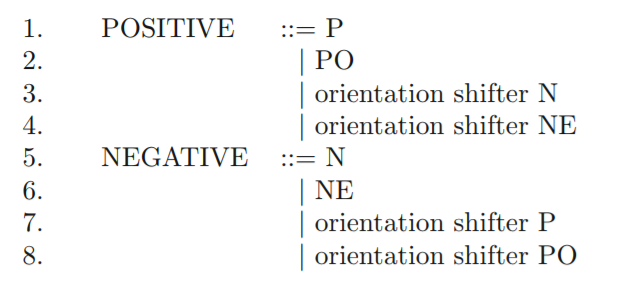 1. POSITIVE ::= P
2. | PO
3. | orientation shifter N
4. | orientation shifter NE
5. NEGATIVE ::= N
6. | NE
7. | orientation shifter P
8. | orientation shifter PO